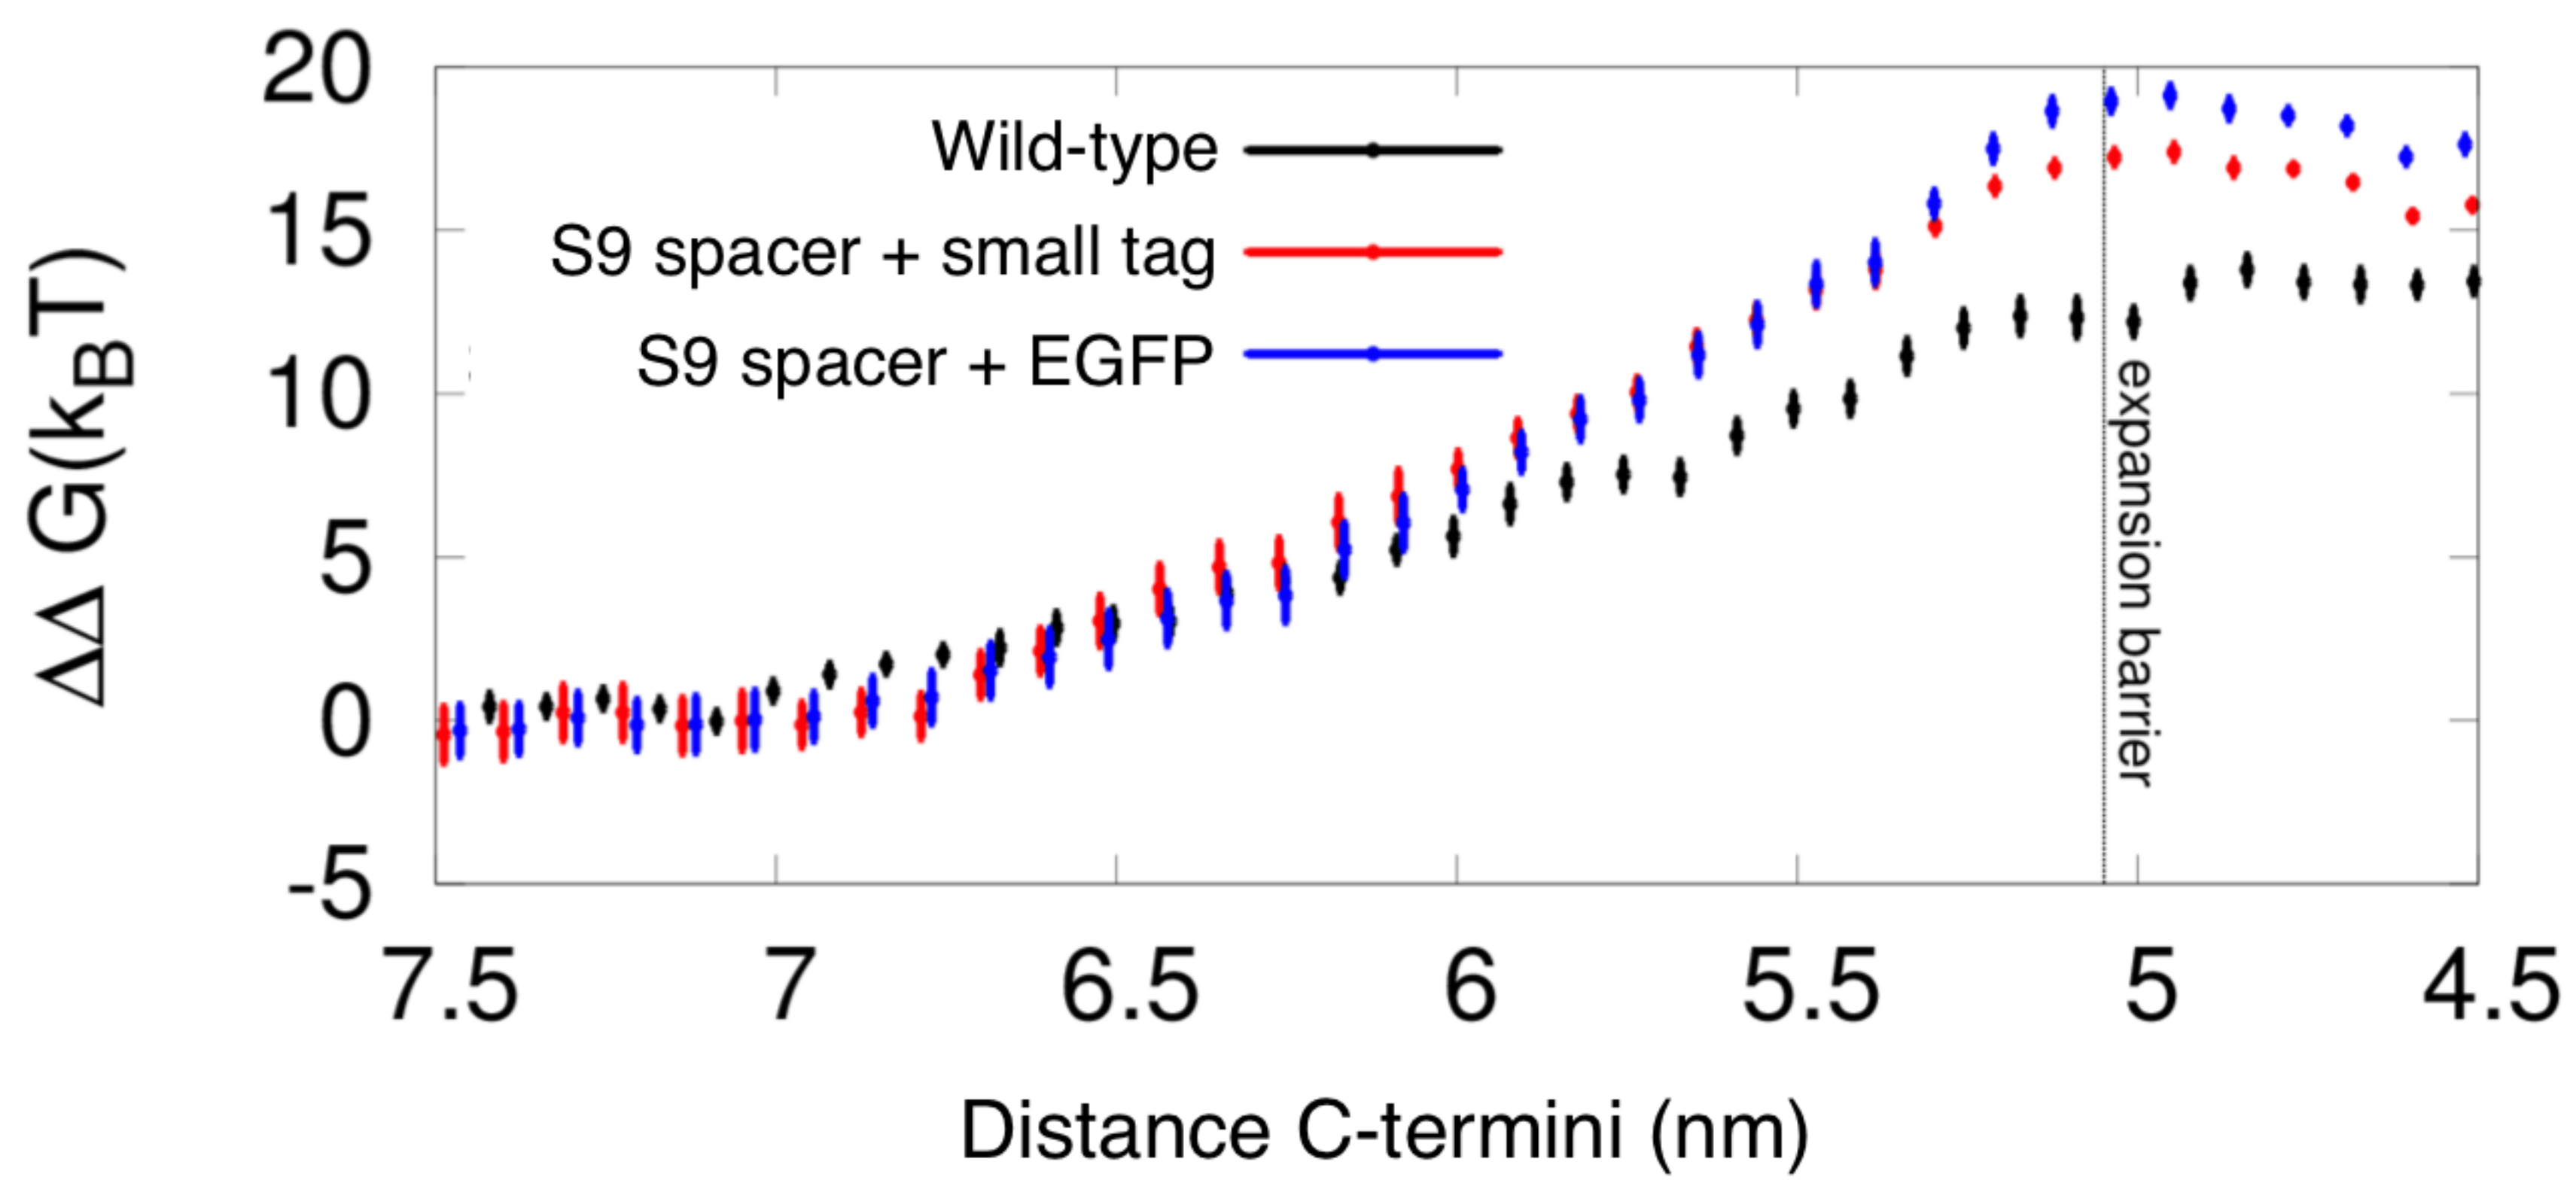 20
15
10
5
0
-5
ΔΔ G(kBT)
Wild-type
S9 spacer + small tag
S9 spacer + EGFP
expansion barrier
7.5 7 6.5 6 5.5 5 4.5
Distance C-termini (nm)